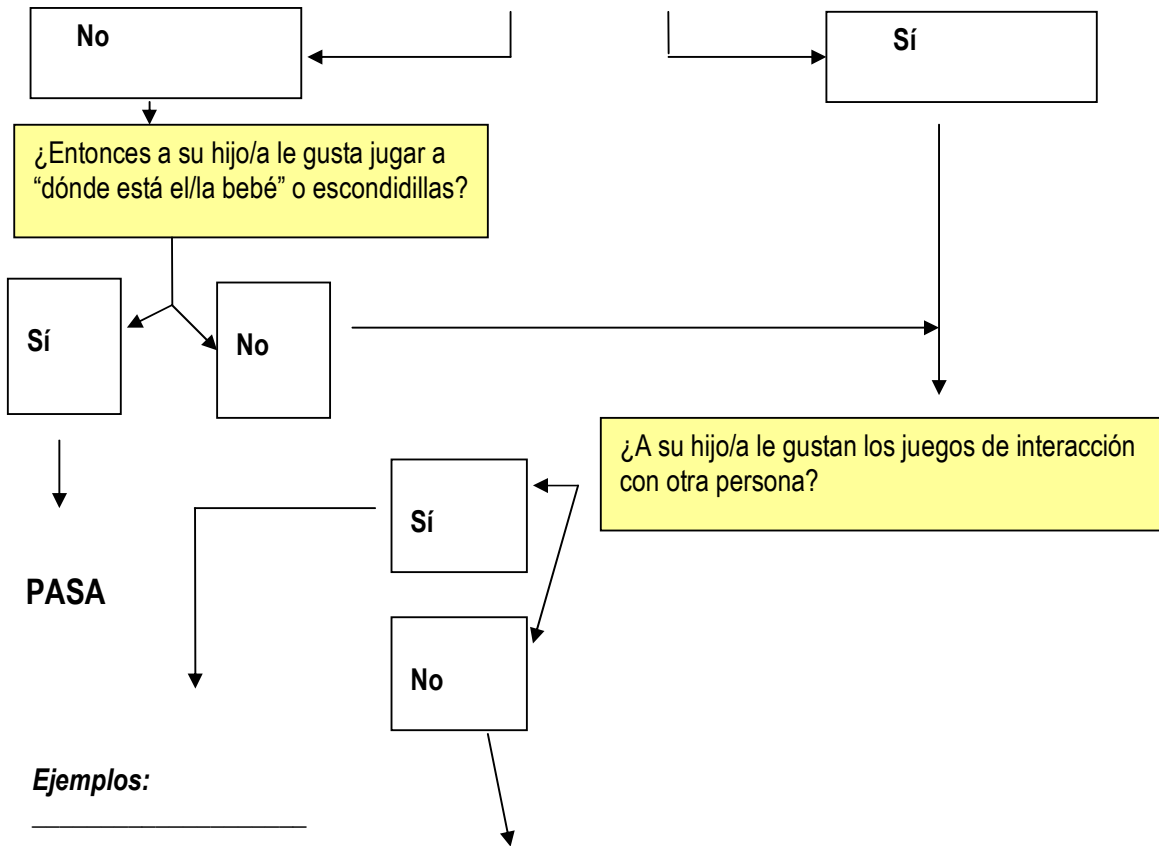 No
Sí
¿Entonces a su hijo/a le gusta jugar a
“dónde está el/la bebé” o escondidillas?
Sí
No
¿A su hijo/a le gustan los juegos de interacción
con otra persona?
Sí
PASA
No
Ejemplos:
____________________